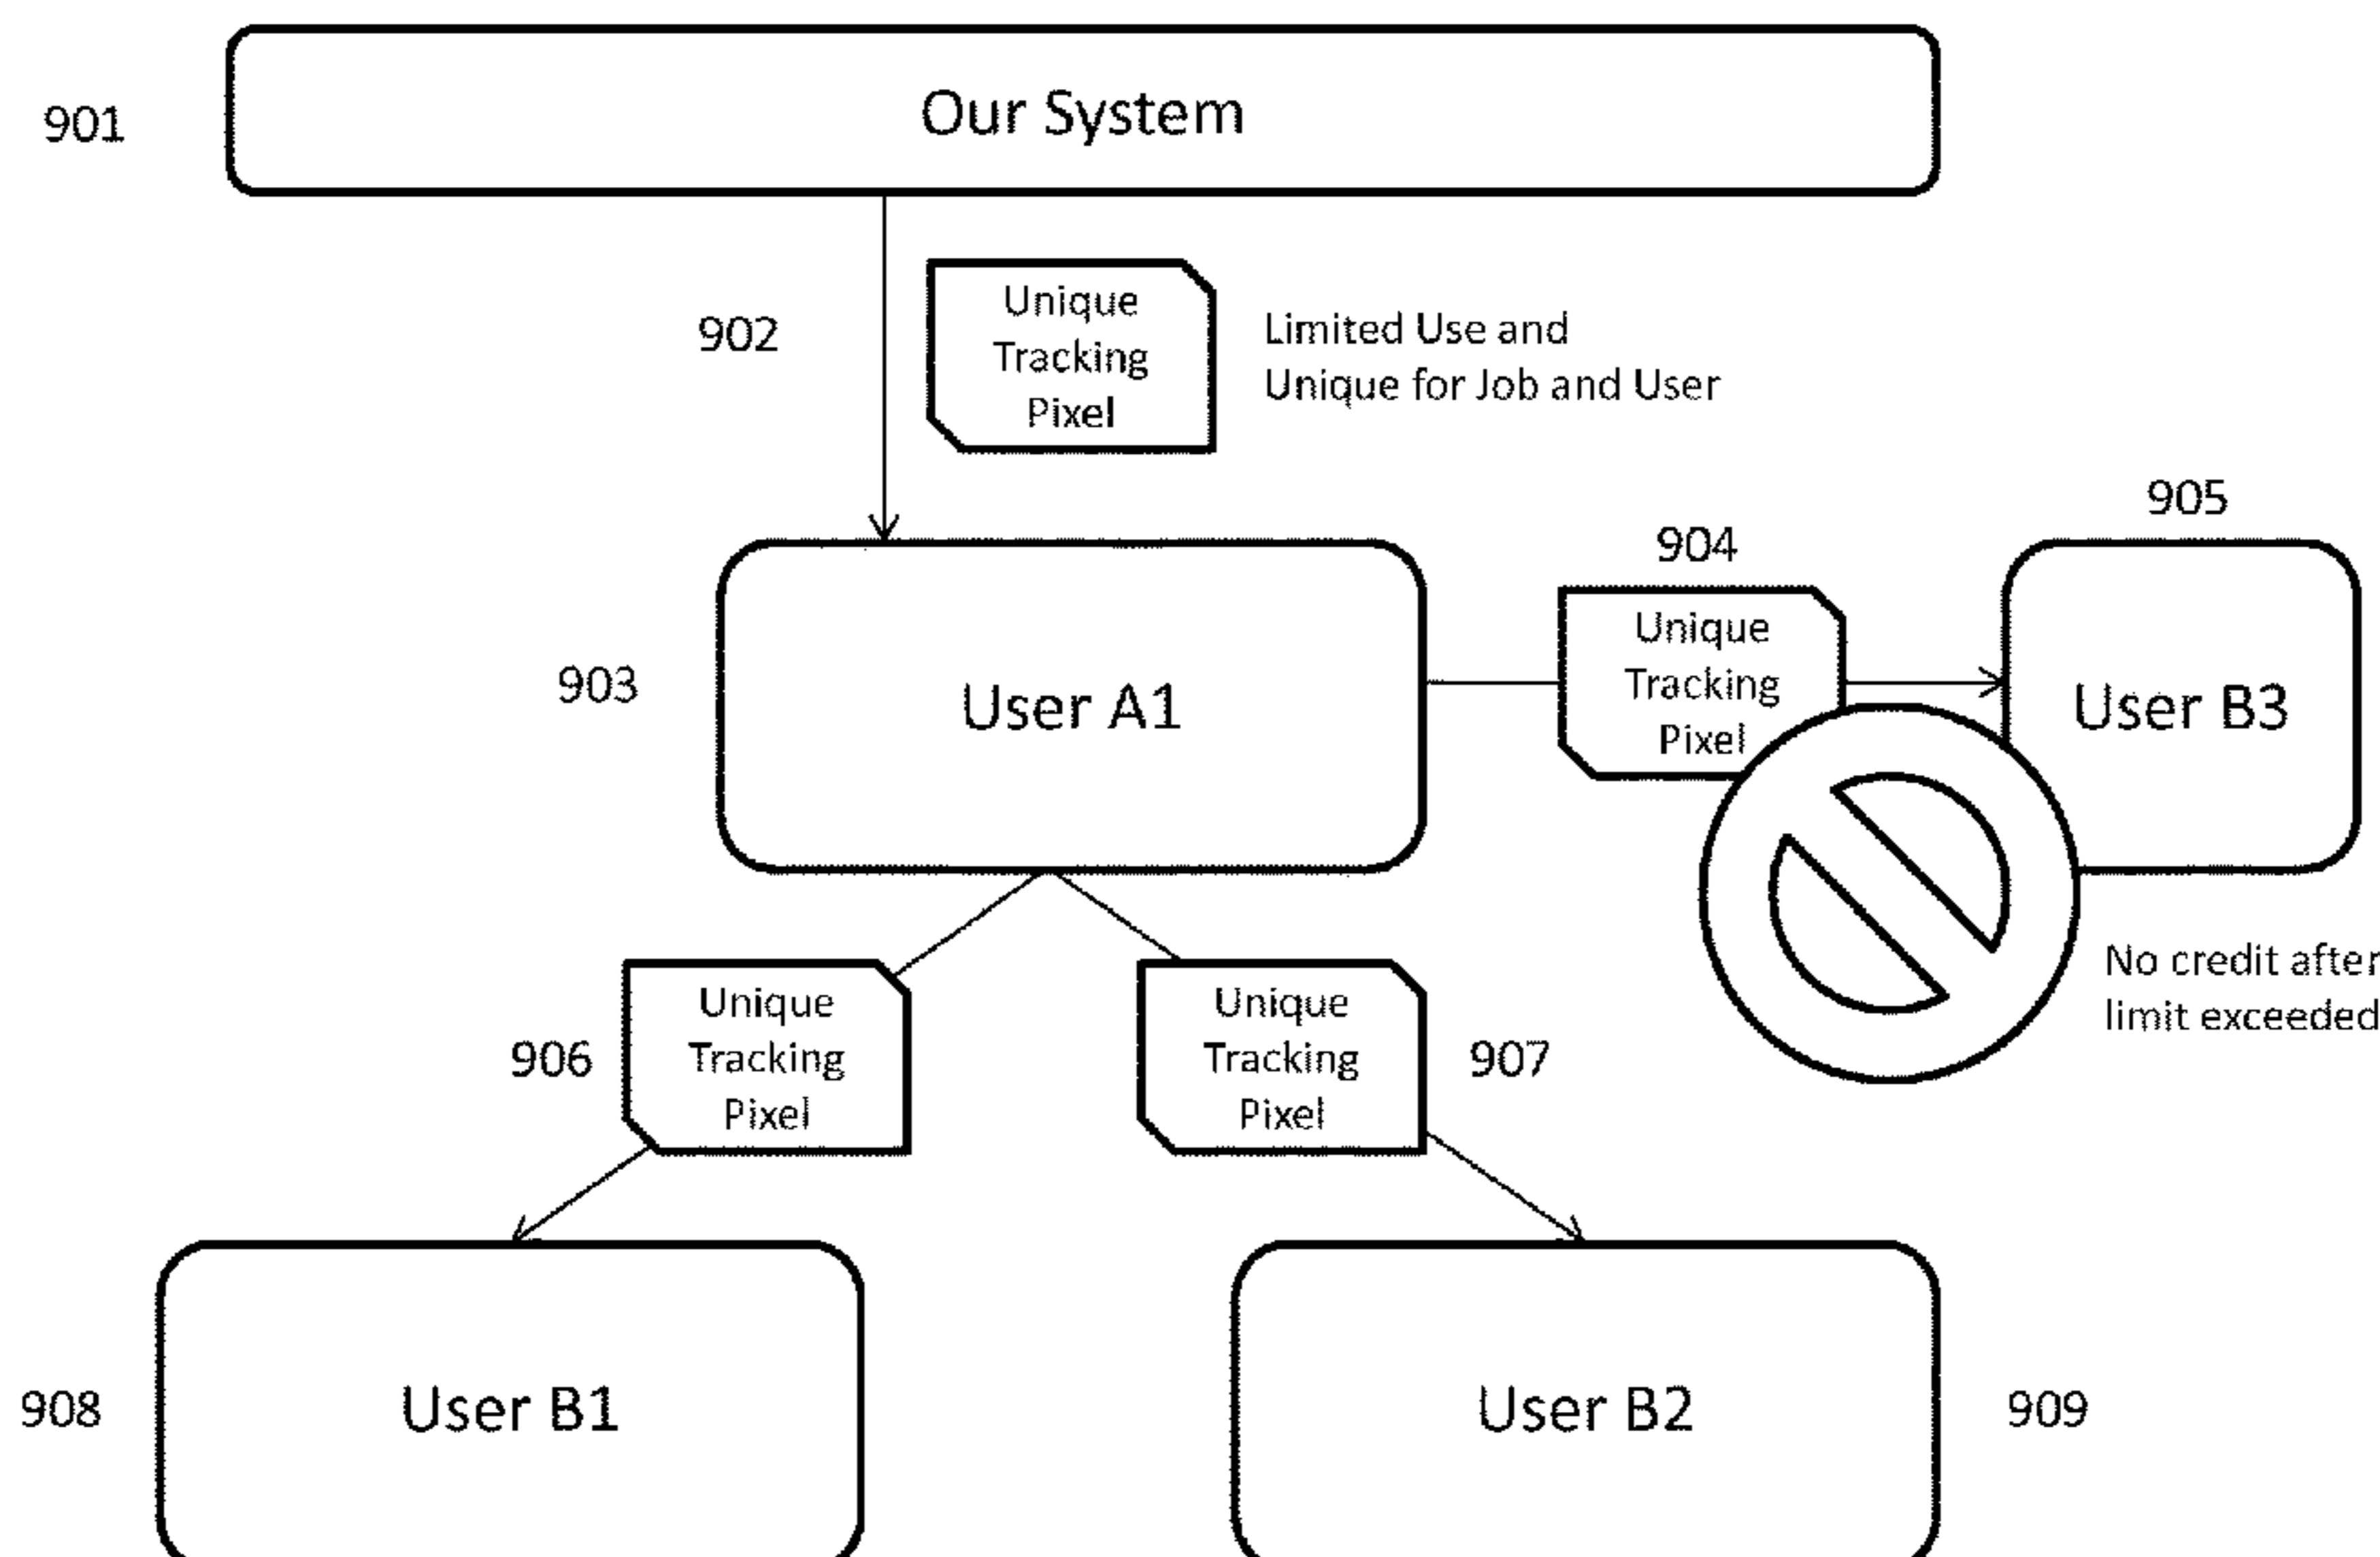 Our System
901
902
Unique
Tracking
Pixel
Limited Use and
Unique for Job and User
903
User A1
904
Unique
Tracking
Pixel
905
User B3
No credit after
limit exceeded
906
Unique
Tracking
Pixel
Unique
Tracking
Pixel
907
908
User B1
User B2
909